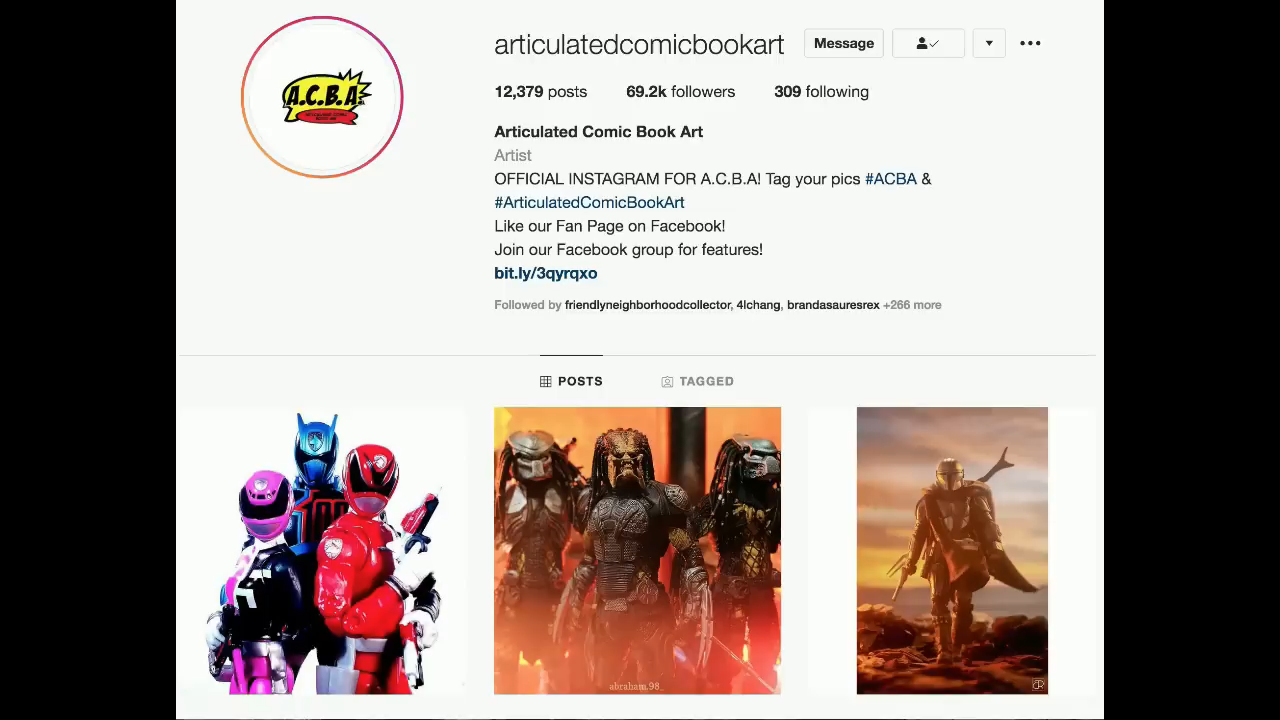 A.C.B.A.
articulatedcomicbookart
Message
12,379 posts 69.2k followers 309 following
Articulated Comic Book Art
Artist
OFFICIAL INSTAGRAM FOR A.C.B.A! Tag your pics #ACBA &
#ArticulatedComicBookArt
Like our Fan Page on Facebook!
Join our Facebook group for features!
bit.ly/3qyrqxo
Followed by friendlyneighborhoodcollector, 4lchang, brandasauresrex +266 more
POSTS TAGGED
abraham.98_